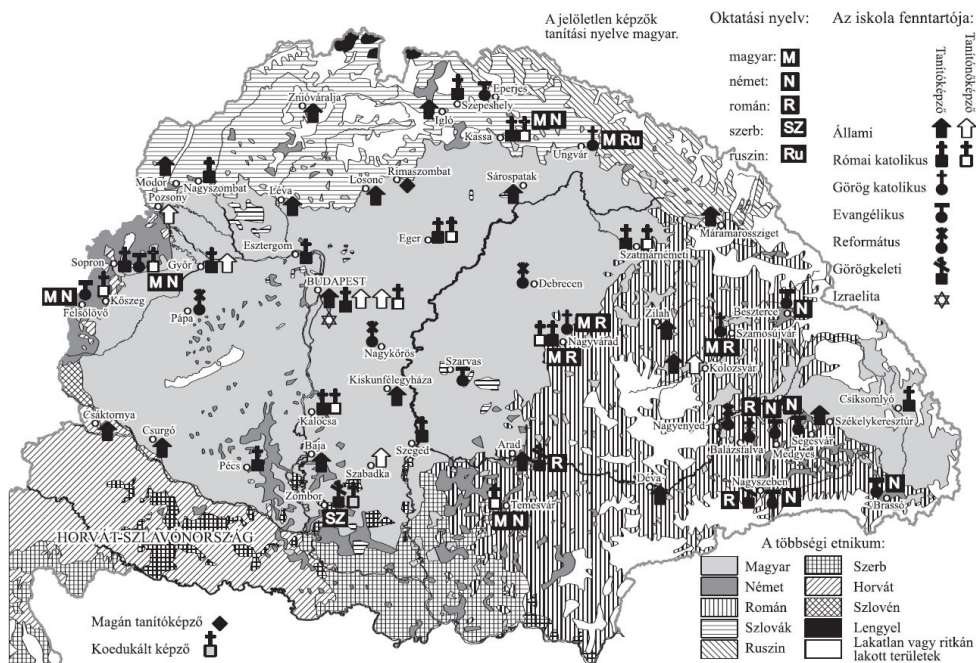 A jelöletlen képzők
tanítási nyelve magyar.
Oktatási nyelv:
magyar: M
német: N
román: R
szerb: SZ
ruszin: Ru
Az iskola fenntartója:
Tanítóképző
Tanítónőképző
Állami
Római katolikus
Görög katolikus
Evangélikus
Református
Görögkeleti
Izraelita
Znióváralja
Igló
Szepeshely
Eperjes
Kassa
M N
Ungvár
M Ru
Modor
Nagyszombat
Pozsony
Léva
Losonc
Rimaszombat
Sárospatak
Máramarossziget
Eger
Szatmárnémeti
Sopron
M N
Győr
Esztergom
BUDAPEST
Debrecen
M N
Felsőlövő
Kőszeg
Pápa
Nagykőrös
Nagyvárad
M R
M R
Zilah
Beszterce
N
Szamosújvár
M R
Kolozsvár
Szarvas
Kiskunfélegyháza
Csíksomlyó
Székelykeresztúr
Nagyenyed
R
N
N
Balázsfalva
Medgyes
Segesvár
Csáktornya
Csurgó
Kalocsa
Szeged
Arad
R
Pécs
Baja
Szabadka
Déva
Nagyszeben
R
N
N
Brassó
Zombor
SZ
Temesvár
M N
HORVÁT-SZLAVONORSZÁG
Magán tanítóképző
Koedukált képző
A többségi etnikum:
Magyar
Német
Román
Szlovák
Ruszin
Szerb
Horvát
Szlovén
Lengyel
Lakatlan vagy ritkán
lakott területek